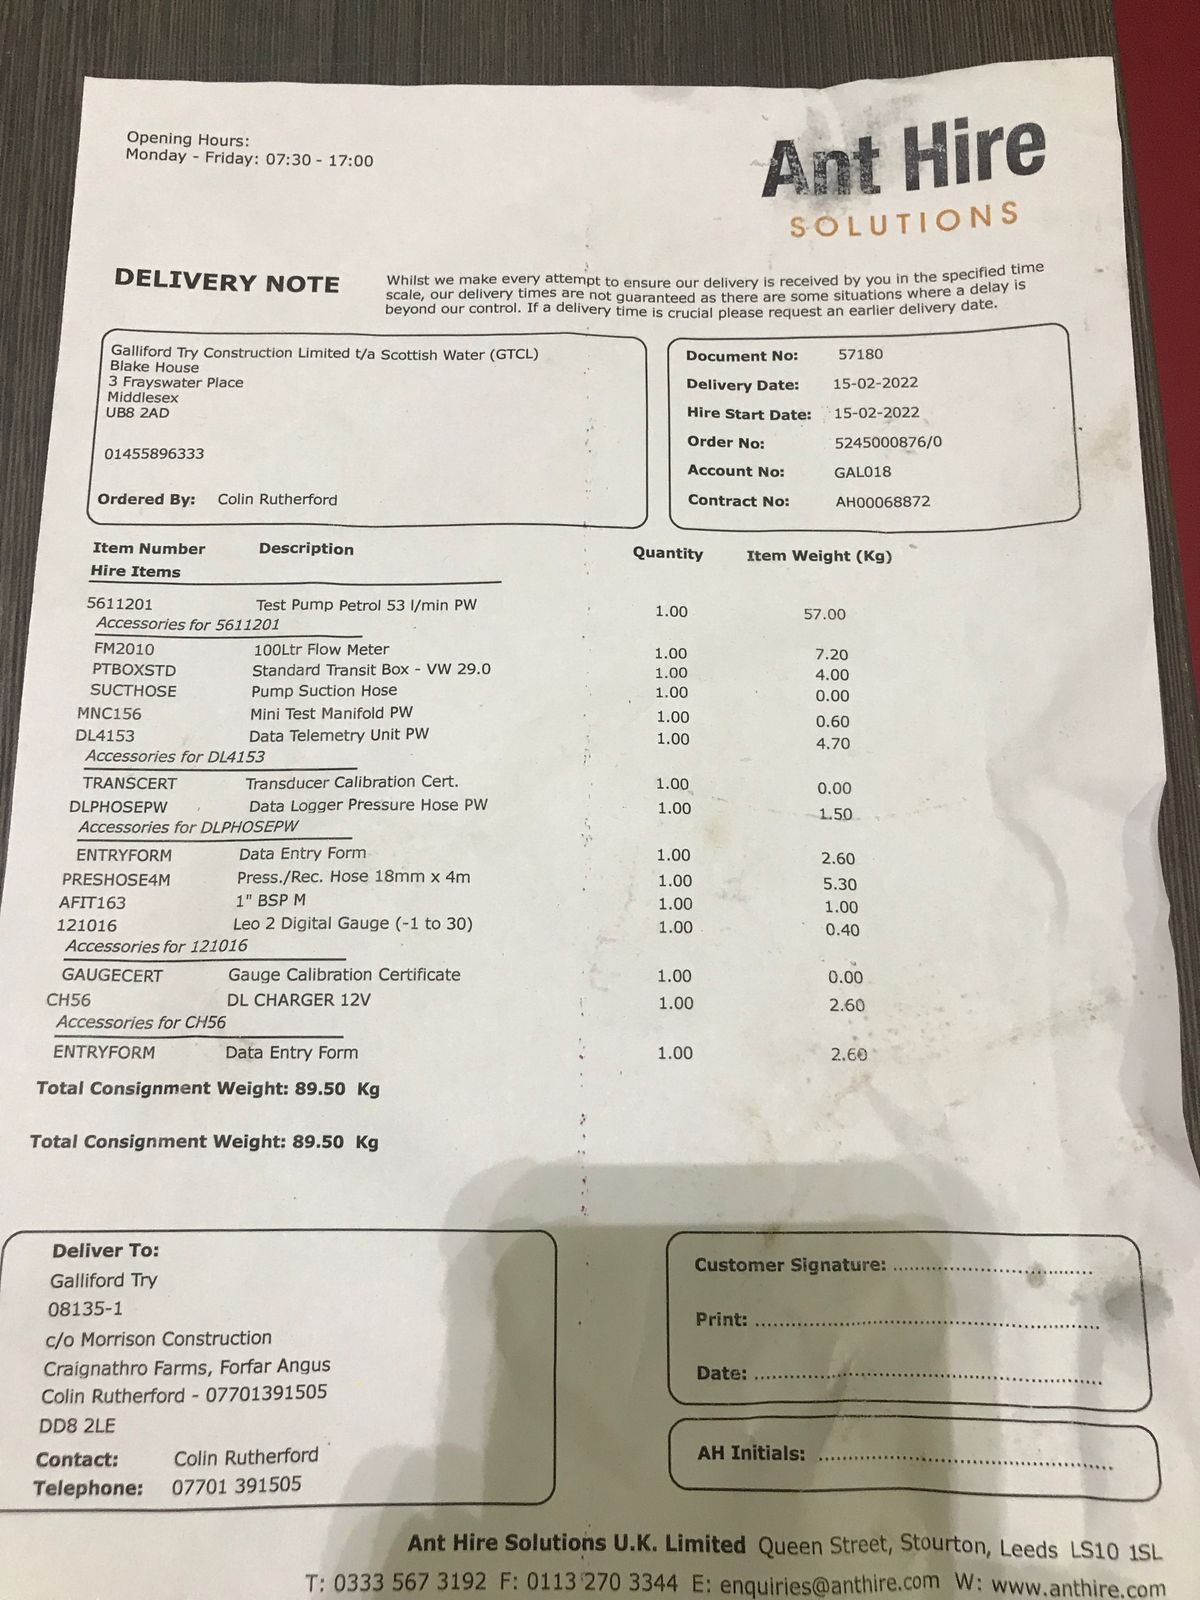 Opening Hours:
Monday - Friday: 07:30 - 17:00
Ant Hire
SOLUTIONS
DELIVERY NOTE
Whilst we make every attempt to ensure our delivery is received by you in the specified time
scale, our delivery times are not guaranteed as there are some situations where a delay is
beyond our control. If a delivery time is crucial please request an earlier delivery date.
Galliford Try Construction Limited t/a Scottish Water (GTCL)
Blake House
3 Frayswater Place
Middlesex
UB8 2AD
01455896333
Ordered By: Colin Rutherford
Document No: 57180
Delivery Date: 15-02-2022
Hire Start Date: 15-02-2022
Order No: 5245000876/0
Account No: GAL018
Contract No: AH00068872
Item Number Description Quantity Item Weight (Kg)
Hire Items
5611201 Test Pump Petrol 53 l/min PW 1.00 57.00
Accessories for 5611201
FM2010 100Ltr Flow Meter 1.00 7.20
PTBOXSTD Standard Transit Box - VW 29.0 1.00 4.00
SUCTHOSE Pump Suction Hose 1.00 0.00
MNC156 Mini Test Manifold PW 1.00 0.60
DL4153 Data Telemetry Unit PW 1.00 4.70
Accessories for DL4153
TRANSCERT Transducer Calibration Cert. 1.00 0.00
DLPHOSEPW Data Logger Pressure Hose PW 1.00 1.50
Accessories for DLPHOSEPW
ENTRYFORM Data Entry Form 1.00 2.60
PRESHOSE4M Press./Rec. Hose 18mm x 4m 1.00 5.30
AFIT163 1" BSP M 1.00 1.00
121016 Leo 2 Digital Gauge (-1 to 30) 1.00 0.40
Accessories for 121016
GAUGECERT Gauge Calibration Certificate 1.00 0.00
CH56 DL CHARGER 12V 1.00 2.60
Accessories for CH56
ENTRYFORM Data Entry Form 1.00 2.60
Total Consignment Weight: 89.50 Kg
Total Consignment Weight: 89.50 Kg
Deliver To:
Galliford Try
08135-1
c/o Morrison Construction
Craignathro Farms, Forfar Angus
Colin Rutherford - 07701391505
DD8 2LE
Contact: Colin Rutherford
Telephone: 07701 391505
Customer Signature: ..............................
Print: ..............................
Date: ..............................
AH Initials: ..............................
Ant Hire Solutions U.K. Limited Queen Street, Stourton, Leeds LS10 1SL
T: 0333 567 3192 F: 0113 270 3344 E: enquiries@anthire.com W: www.anthire.com